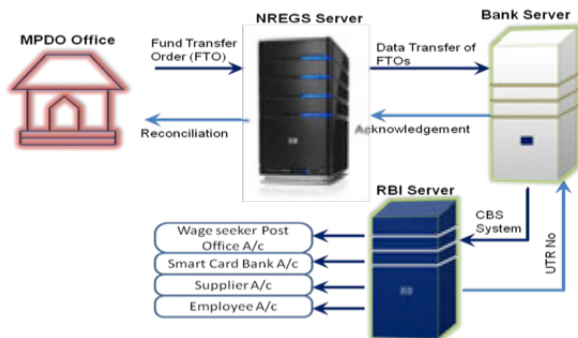 MPDO Office
NREGS Server
Bank Server
Fund Transfer
Order (FTO)
Data Transfer of
FTOs
Reconciliation
Acknowledgement
RBI Server
CBS
System
UTR No
Wage seeker Post
Office A/c
Smart Card Bank A/c
Supplier A/c
Employee A/c